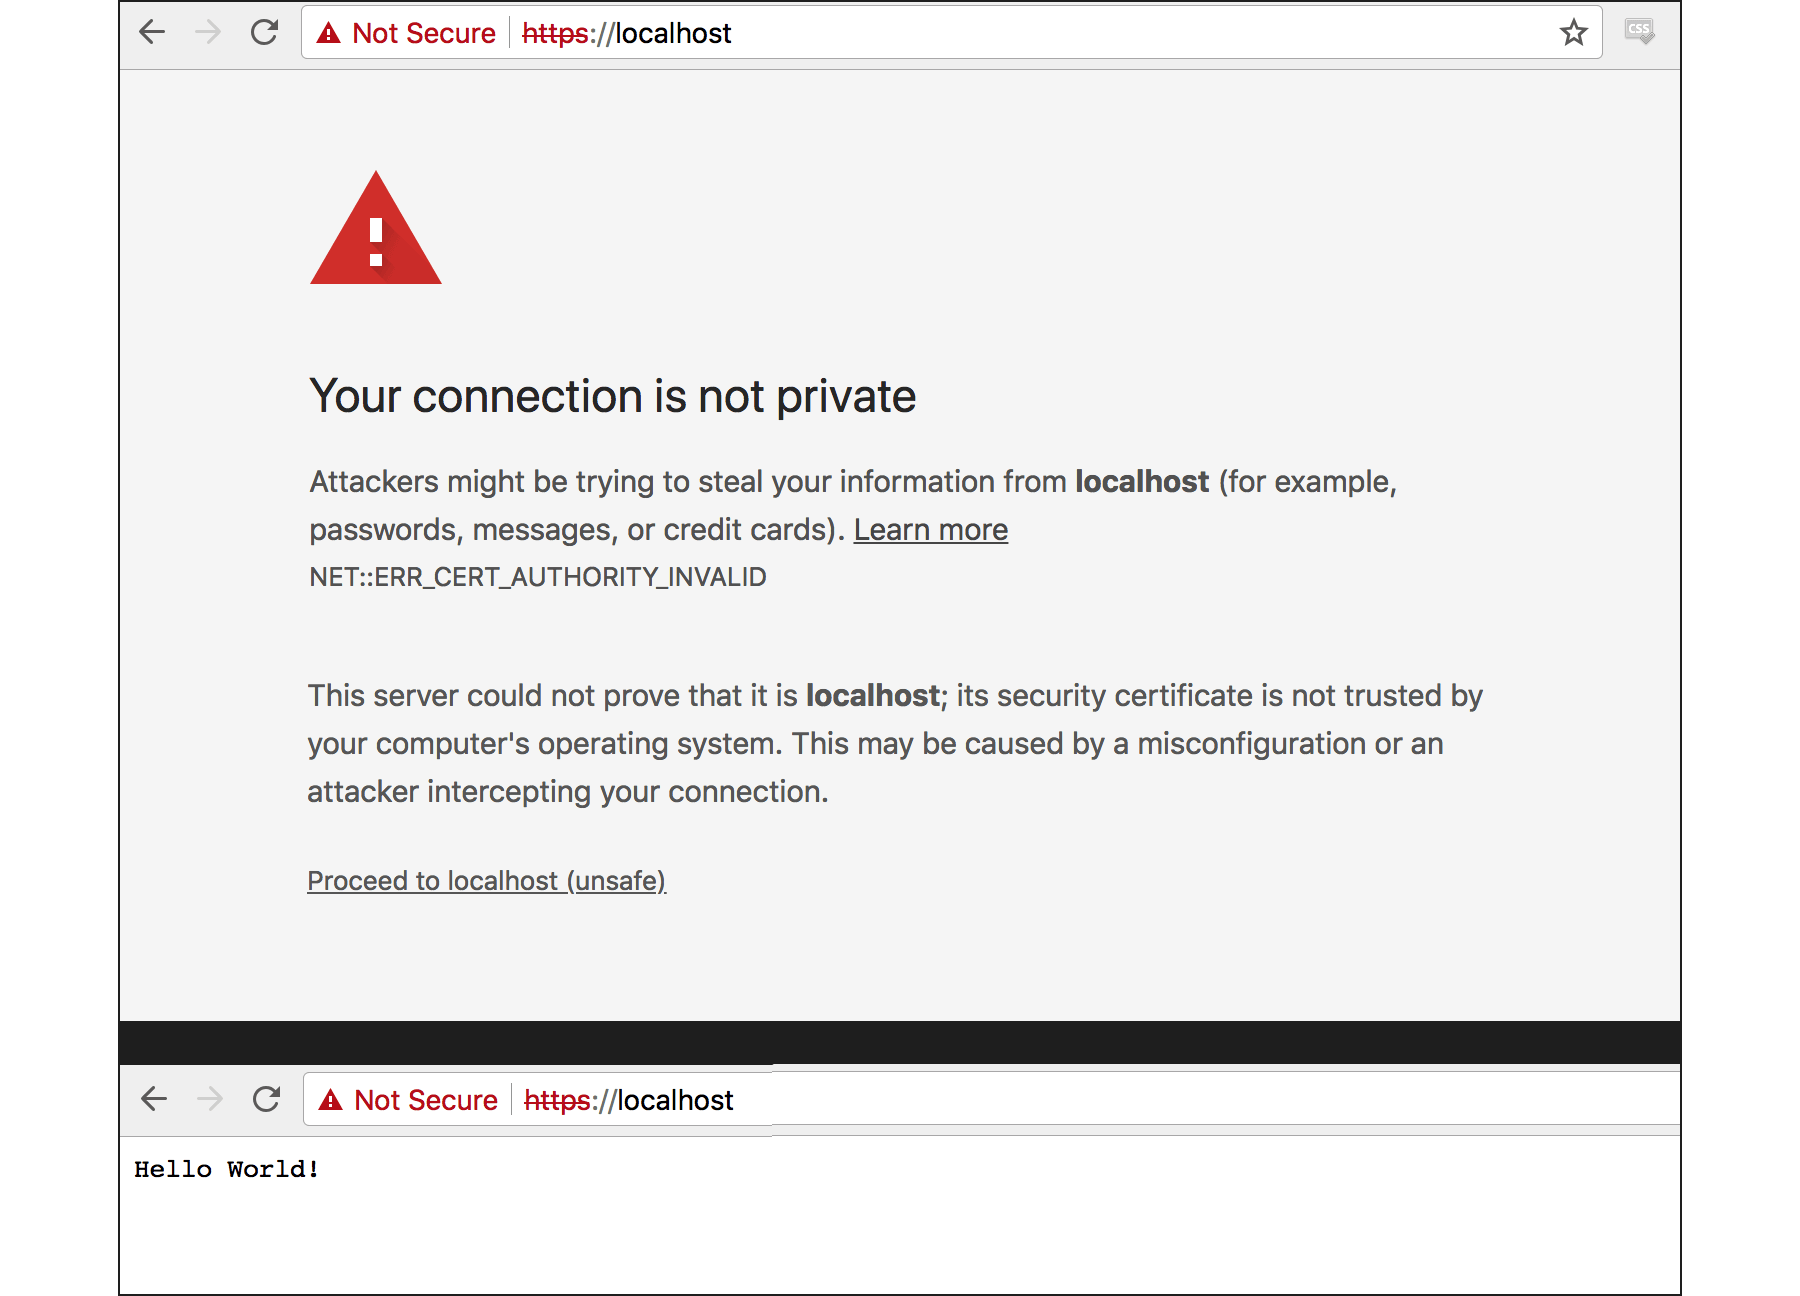 Not Secure https://localhost
CSS
Your connection is not private
Attackers might be trying to steal your information from localhost (for example,
passwords, messages, or credit cards). Learn more
NET::ERR_CERT_AUTHORITY_INVALID
This server could not prove that it is localhost; its security certificate is not trusted by
your computer's operating system. This may be caused by a misconfiguration or an
attacker intercepting your connection.
Proceed to localhost (unsafe)
Not Secure https://localhost
Hello World!